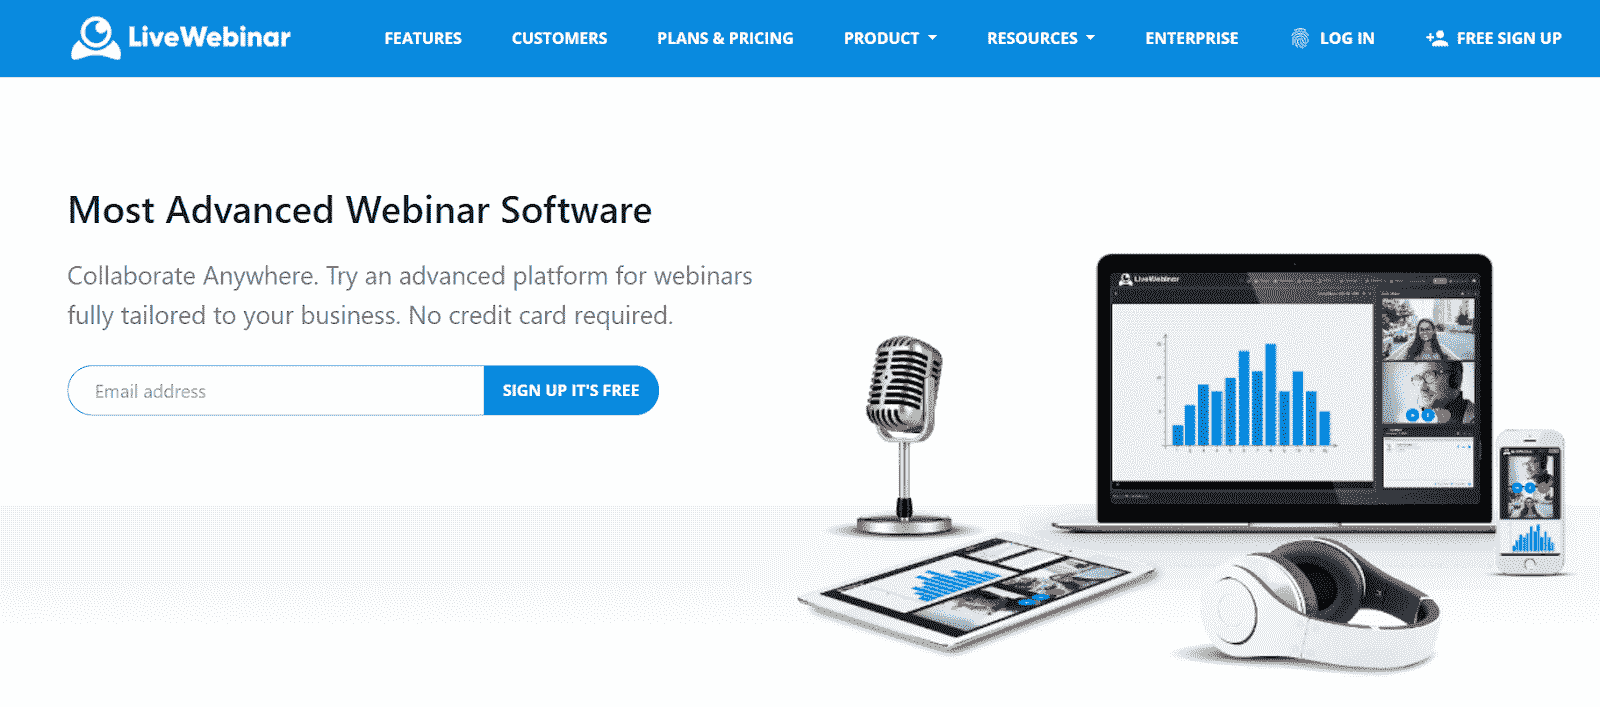 LiveWebinar
FEATURES
CUSTOMERS
PLANS & PRICING
PRODUCT
RESOURCES
ENTERPRISE
LOG IN
FREE SIGN UP
Most Advanced Webinar Software
Collaborate Anywhere. Try an advanced platform for webinars
fully tailored to your business. No credit card required.
Email address
SIGN UP IT'S FREE
LiveWebinar